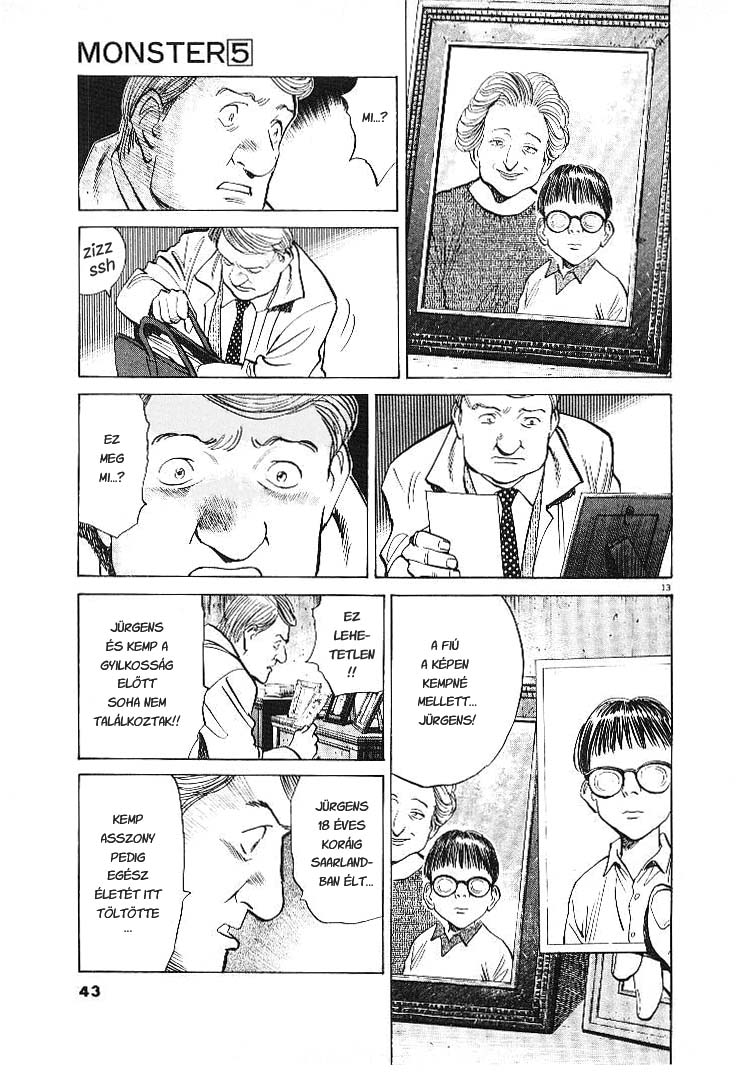 MONSTER 5
MI...?
zizz
ssh
EZ
MEG
MI...?
13
A FIÚ
A KÉPEN
KEMPNÉ
MELLETT...
JÜRGENS!
EZ
LEHE-
TETLEN
!!
JÜRGENS
ÉS KEMP A
GYILKOSSÁG
ELŐTT
SOHA NEM
TALÁLKOZTAK!!
JÜRGENS
18 ÉVES
KORÁIG
SAARLAND-
BAN ÉLT...
KEMP
ASSZONY
PEDIG
EGÉSZ
ÉLETÉT ITT
TÖLTÖTTE
...
43